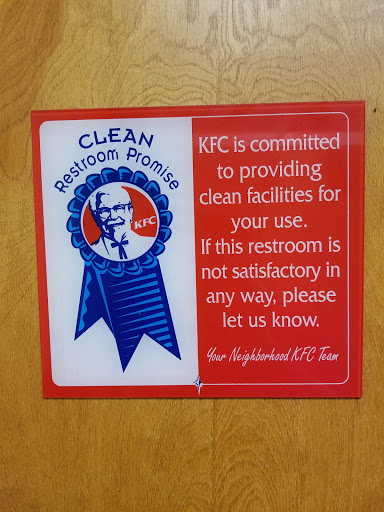 CLEAN
Restroom Promise
KFC
KFC is committed
to providing
clean facilities for
your use.
If this restroom is
not satisfactory in
any way, please
let us know.
Your Neighborhood KFC Team